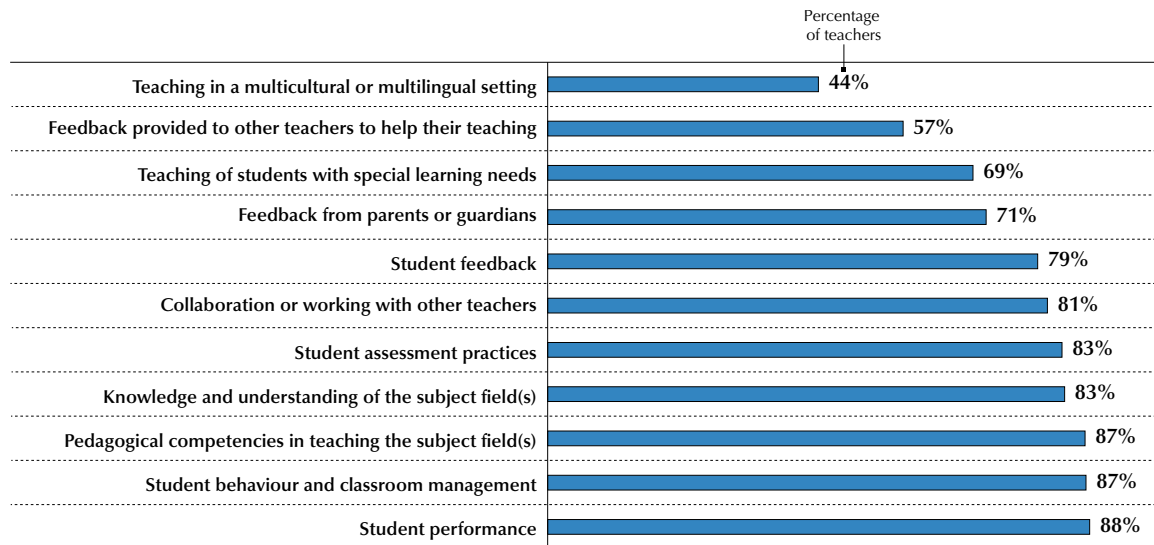 Percentage
of teachers
Teaching in a multicultural or multilingual setting 44%
Feedback provided to other teachers to help their teaching 57%
Teaching of students with special learning needs 69%
Feedback from parents or guardians 71%
Student feedback 79%
Collaboration or working with other teachers 81%
Student assessment practices 83%
Knowledge and understanding of the subject field(s) 83%
Pedagogical competencies in teaching the subject field(s) 87%
Student behaviour and classroom management 87%
Student performance 88%